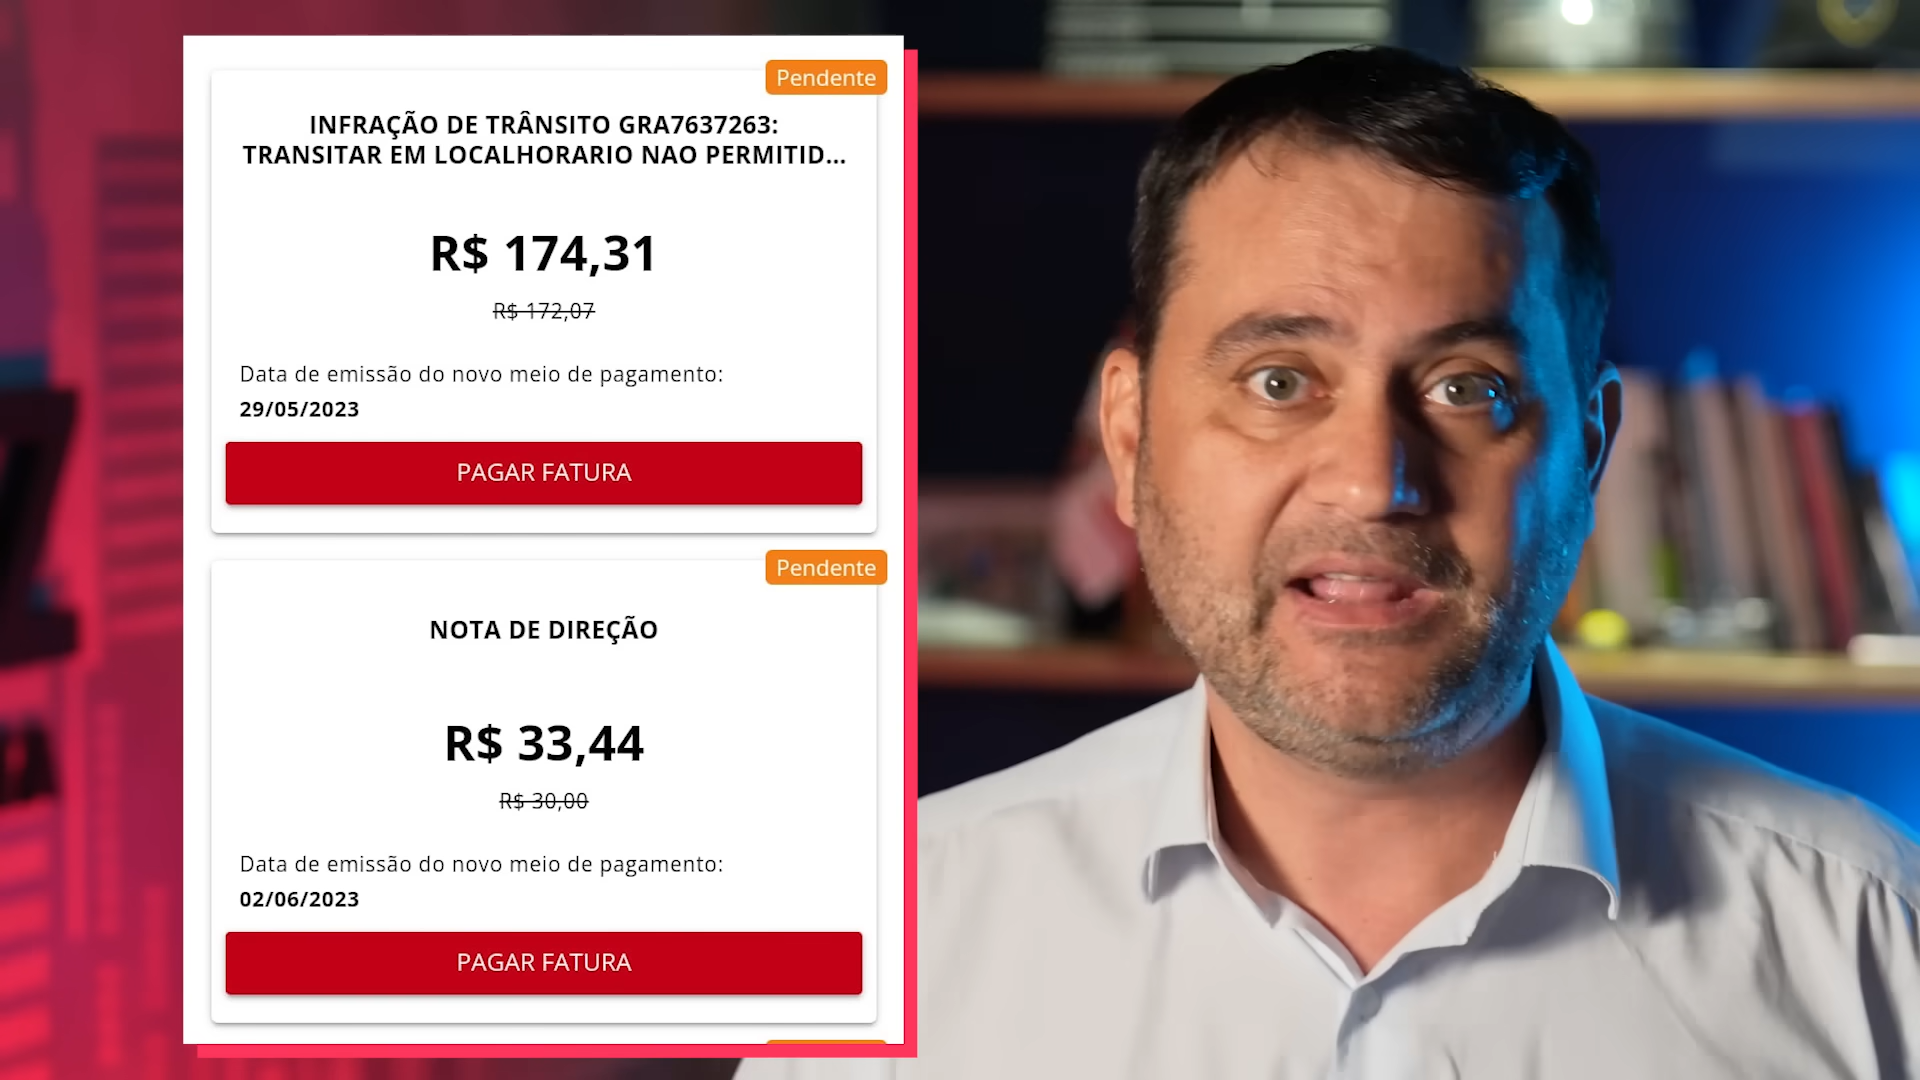 Pendente
INFRAÇÃO DE TRÂNSITO GRA7637263:
TRANSITAR EM LOCALHORARIO NAO PERMITID...
R$ 174,31
R$ 172,07
Data de emissão do novo meio de pagamento:
29/05/2023
PAGAR FATURA
Pendente
NOTA DE DIREÇÃO
R$ 33,44
R$ 30,00
Data de emissão do novo meio de pagamento:
02/06/2023
PAGAR FATURA